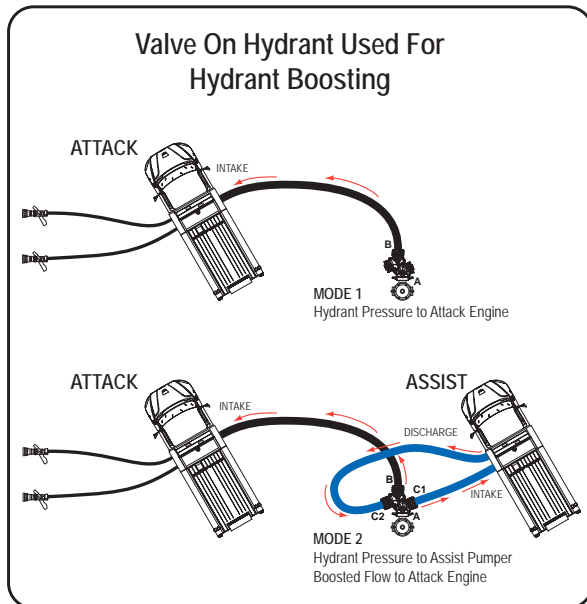 Valve On Hydrant Used For
Hydrant Boosting
ATTACK
INTAKE
B
A
MODE 1
Hydrant Pressure to Attack Engine
ATTACK
ASSIST
INTAKE
DISCHARGE
B
C1
INTAKE
C2
A
MODE 2
Hydrant Pressure to Assist Pumper
Boosted Flow to Attack Engine